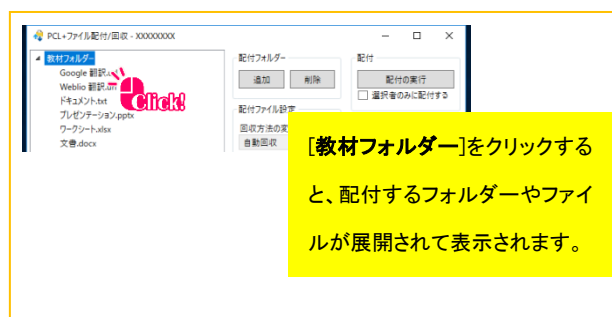 PCL+ファイル配付/回収 - XXXXXXXX
教材フォルダー
Google 翻訳
Weblio 翻訳.url
ドキュメント.txt
プレゼンテーション.pptx
ワークシート.xlsx
文書.docx
Click!
配付フォルダー
追加
削除
配付ファイル設定
回収方法の変
自動回収
配付
配付の実行
選択者のみに配付する
[教材フォルダー]をクリックする
と、配付するフォルダーやファイ
ルが展開されて表示されます。